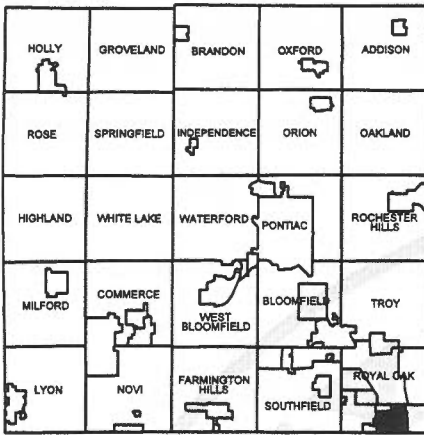 HOLLY GROVELAND BRANDON OXFORD ADDISON
ROSE SPRINGFIELD INDEPENDENCE ORION OAKLAND
HIGHLAND WHITE LAKE WATERFORD PONTIAC ROCHESTER
HILLS
MILFORD COMMERCE WEST
BLOOMFIELD BLOOMFIELD TROY
LYON NOVI FARMINGTON
HILLS SOUTHFIELD ROYAL OAK